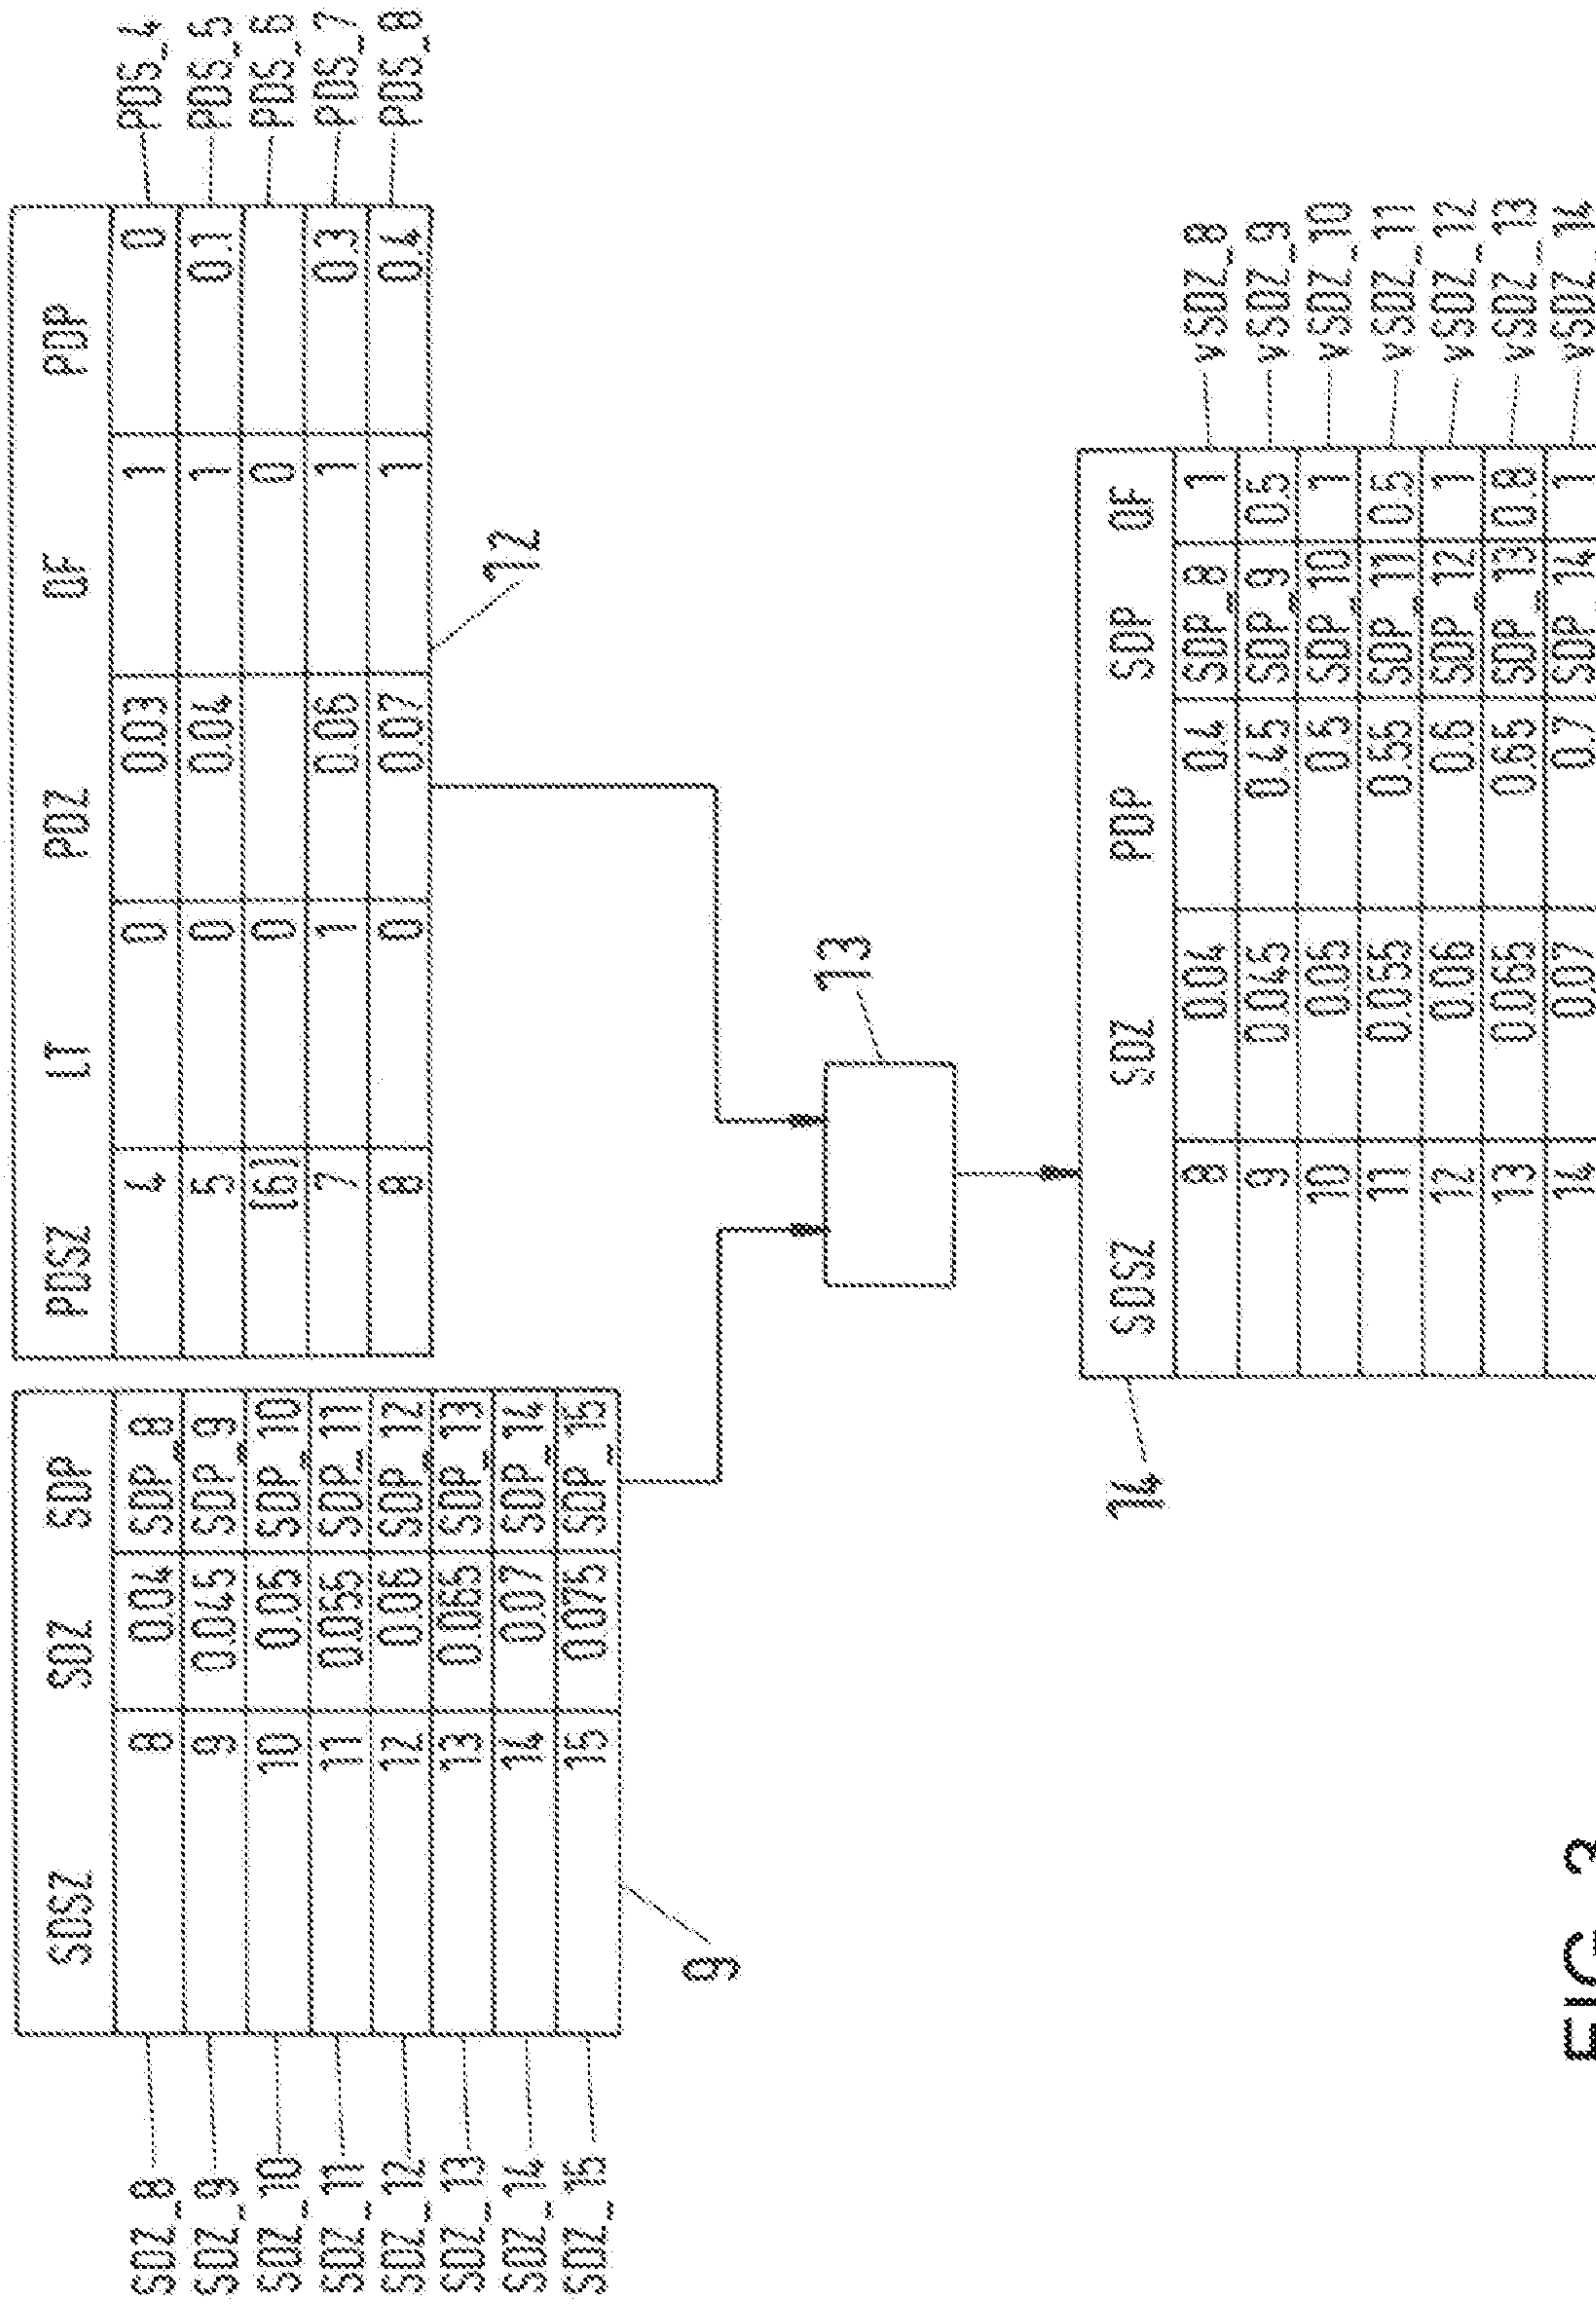 SDSZ SDZ SDP
SDZ_8 8 0.04 SDP_8
SDZ_9 9 0.045 SDP_9
SDZ_10 10 0.05 SDP_10
SDZ_11 11 0.055 SDP_11
SDZ_12 12 0.06 SDP_12
SDZ_13 13 0.065 SDP_13
SDZ_14 14 0.07 SDP_14
SDZ_15 15 0.075 SDP_15
9
PDSZ LT PDZ QF PDP
4 0 0.03 1 0 PDS_4
5 0 0.04 1 0.1 PDS_5
(6) 0 0 PDS_6
7 1 0.06 1 0.3 PDS_7
8 0 0.07 1 0.4 PDS_8
12
13
14
SDSZ SDZ PDP SDP QF
8 0.04 0.4 SDP_8 1 vSDZ_8
9 0.045 0.45 SDP_9 0.5 vSDZ_9
10 0.05 0.5 SDP_10 1 vSDZ_10
11 0.055 0.55 SDP_11 0.5 vSDZ_11
12 0.06 0.6 SDP_12 1 vSDZ_12
13 0.065 0.65 SDP_13 0.8 vSDZ_13
14 0.07 0.7 SDP_14 1 vSDZ_14
FIG. 3